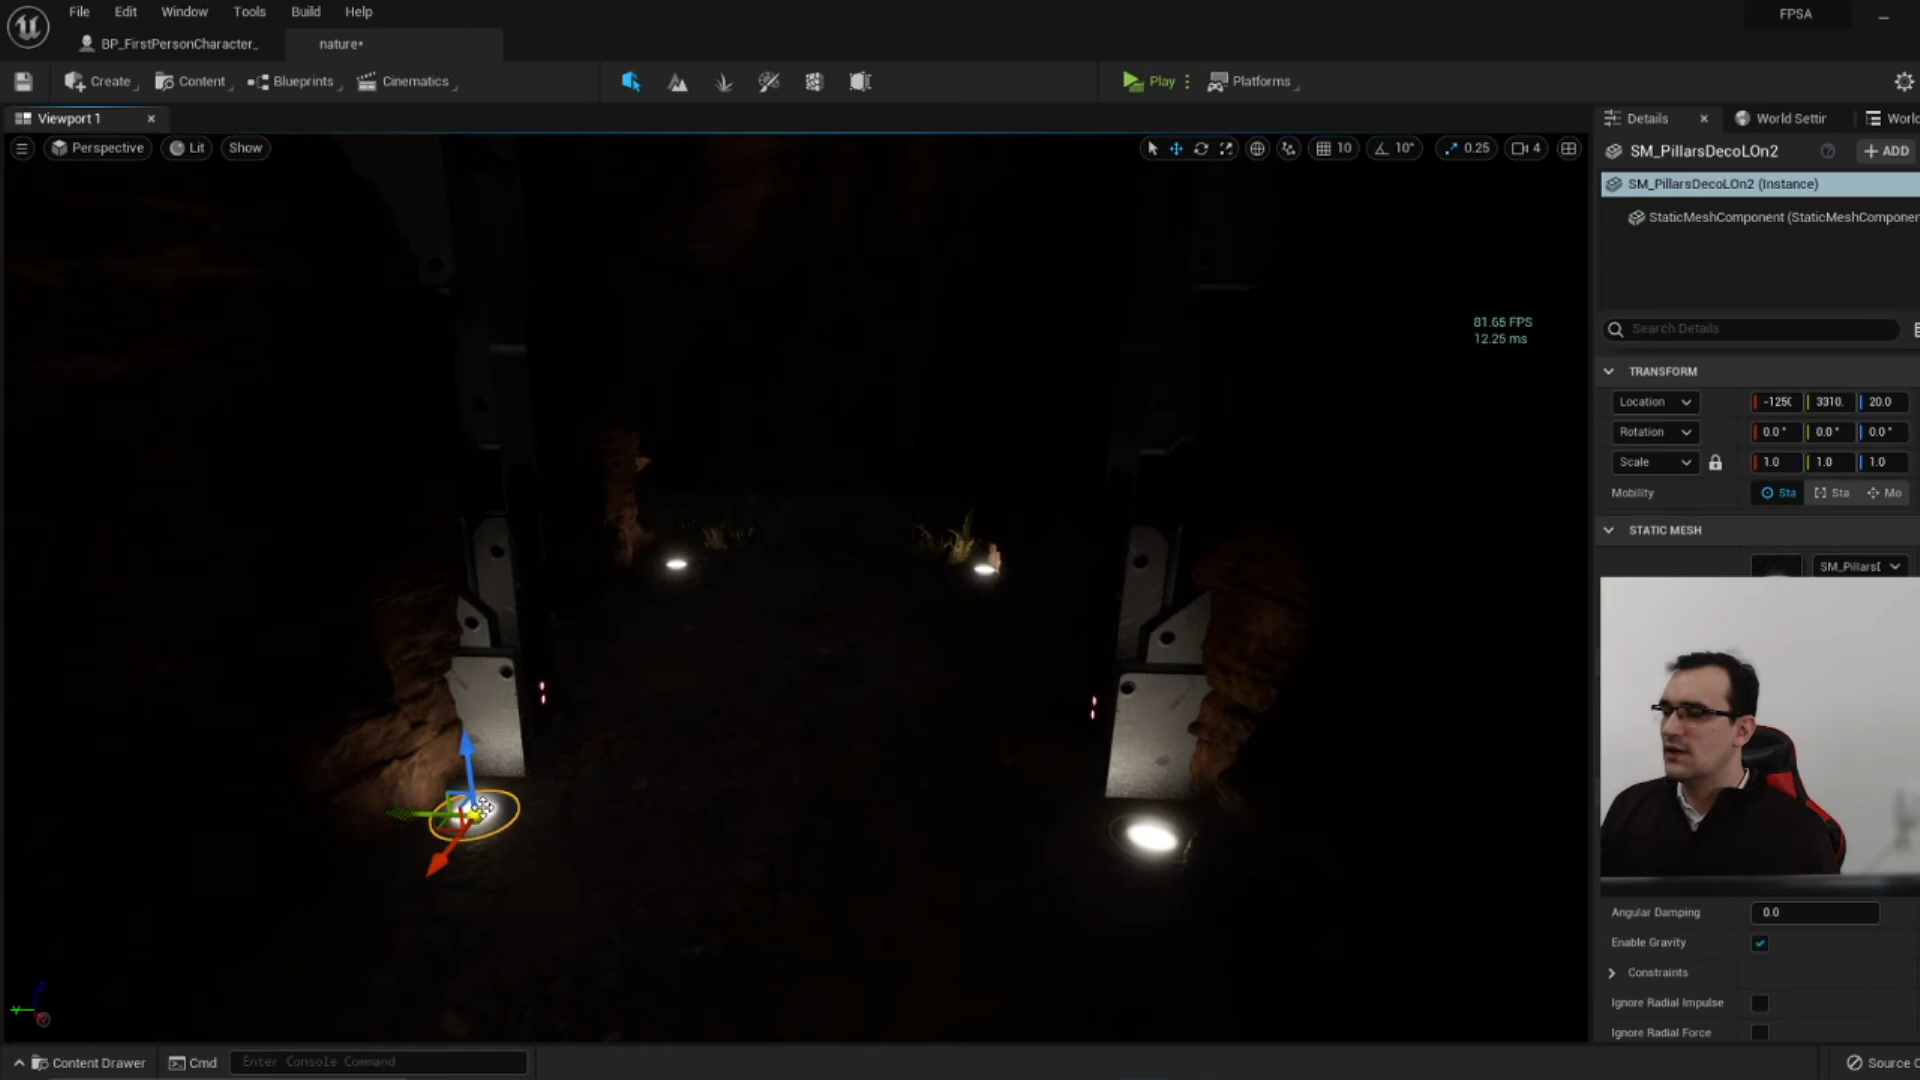 File Edit Window Tools Build Help
FPSA
BP_FirstPersonCharacter_
nature•
Create
Content
Blueprints
Cinematics
Play
Platforms
Viewport 1
Details
World Settir
World
Perspective
Lit
Show
10
10°
0.25
4
SM_PillarsDecoLOn2
ADD
SM_PillarsDecoLOn2 (Instance)
StaticMeshComponent (StaticMeshComponen
81.65 FPS
12.25 ms
Search Details
TRANSFORM
Location
3310.
20.0
Rotation
0.0 °
0.0 °
0.0 °
Scale
1.0
1.0
1.0
Mobility
Sta
Sta
Mo
STATIC MESH
Angular Damping
0.0
Enable Gravity
Constraints
Ignore Radial Impulse
Ignore Radial Force
Content Drawer
Cmd
Enter Console Command
Source C